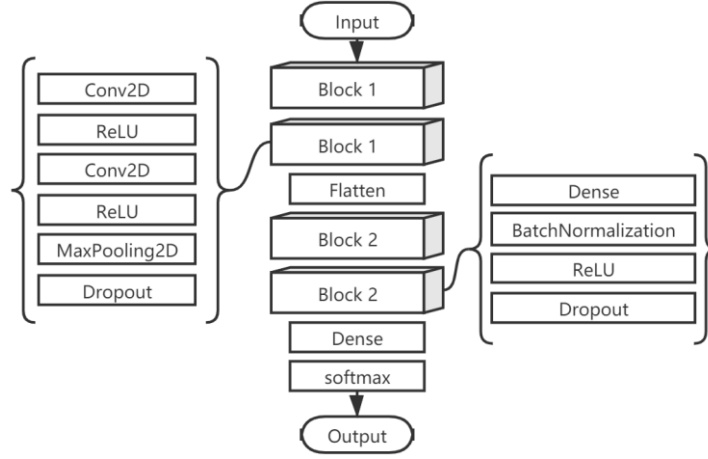 Input
Block 1
Block 1
Flatten
Block 2
Block 2
Dense
softmax
Output
Conv2D
ReLU
Conv2D
ReLU
MaxPooling2D
Dropout
Dense
BatchNormalization
ReLU
Dropout